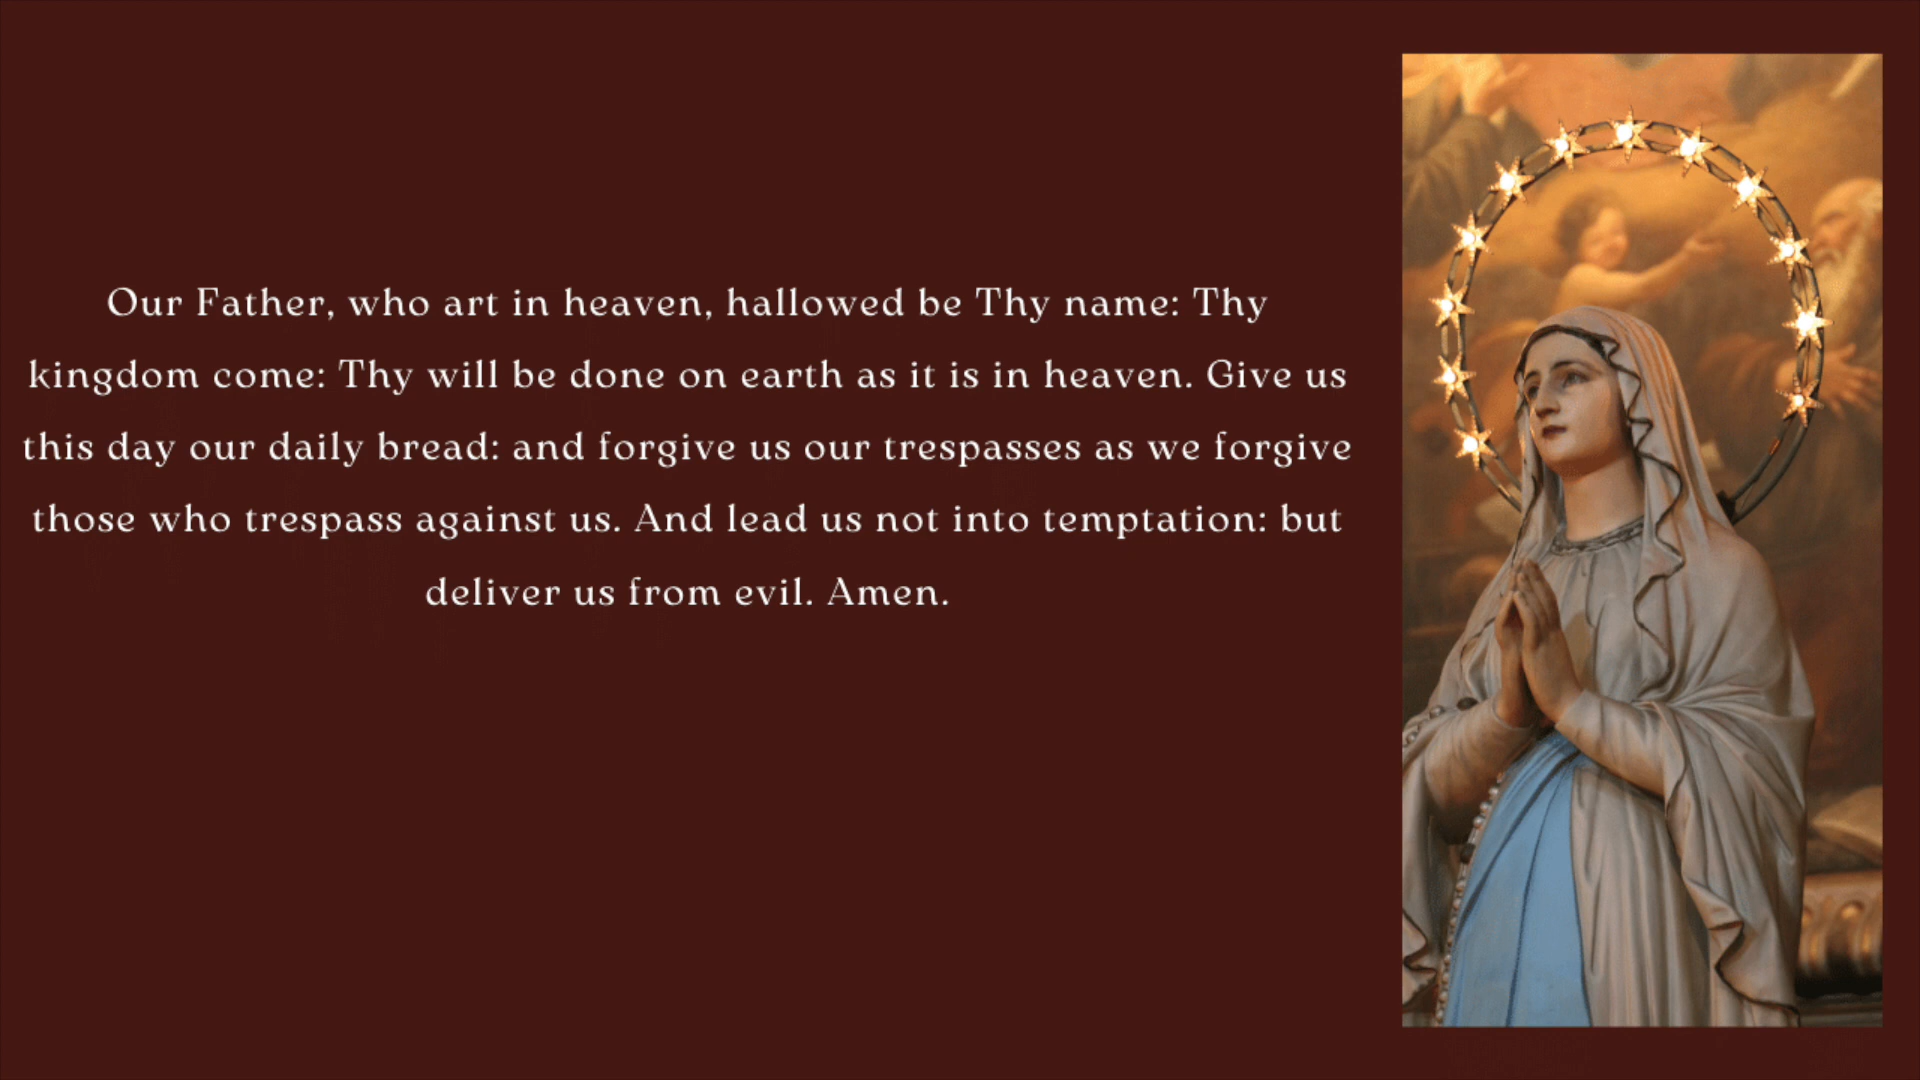 Our Father, who art in heaven, hallowed be Thy name: Thy
kingdom come: Thy will be done on earth as it is in heaven. Give us
this day our daily bread: and forgive us our trespasses as we forgive
those who trespass against us. And lead us not into temptation: but
deliver us from evil. Amen.